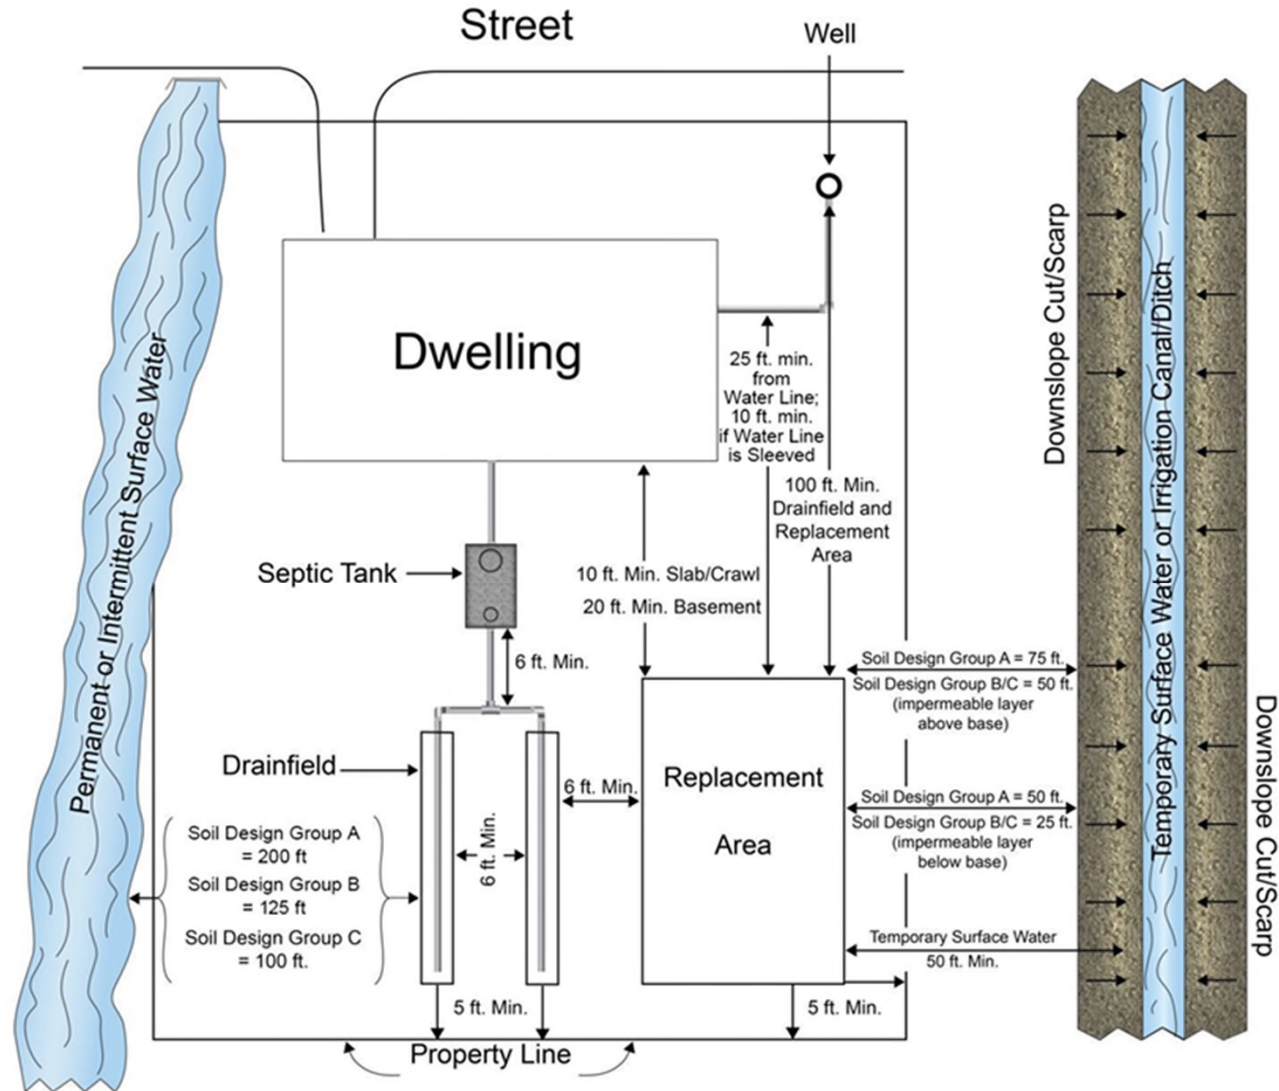 Street
Well
Dwelling
25 ft. min.
from
Water Line;
10 ft. min.
if Water Line
is Sleeved
100 ft. Min.
Drainfield and
Replacement
Area
Septic Tank
10 ft. Min. Slab/Crawl
20 ft. Min. Basement
6 ft. Min.
Drainfield
6 ft. Min.
6 ft. Min.
Replacement
Area
Soil Design Group A
= 200 ft
Soil Design Group B
= 125 ft
Soil Design Group C
= 100 ft.
5 ft. Min.
5 ft. Min.
Property Line
Permanent or Intermittent Surface Water
Soil Design Group A = 75 ft.
Soil Design Group B/C = 50 ft.
(impermeable layer
above base)
Soil Design Group A = 50 ft.
Soil Design Group B/C = 25 ft.
(impermeable layer
below base)
Temporary Surface Water
50 ft. Min.
Downslope Cut/Scarp
Temporary Surface Water or Irrigation Canal/Ditch
Downslope Cut/Scarp